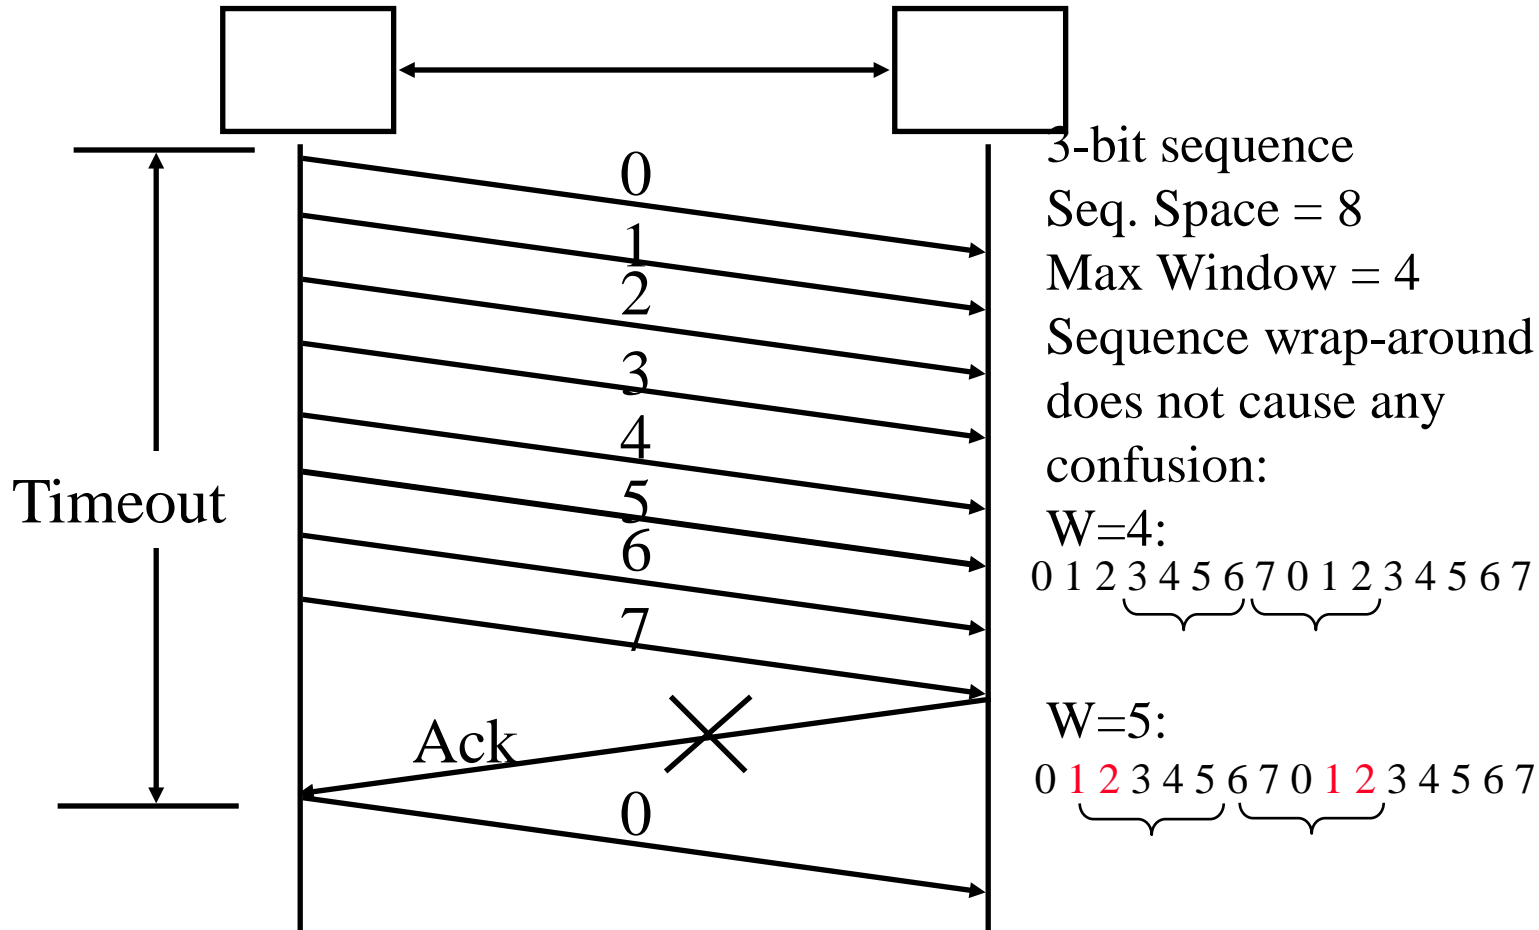 0
1
2
3
4
5
6
7
Ack
0
Timeout
3-bit sequence
Seq. Space = 8
Max Window = 4
Sequence wrap-around
does not cause any
confusion:
W=4:
0 1 2 3 4 5 6 7 0 1 2 3 4 5 6 7
W=5:
0 1 2 3 4 5 6 7 0 1 2 3 4 5 6 7